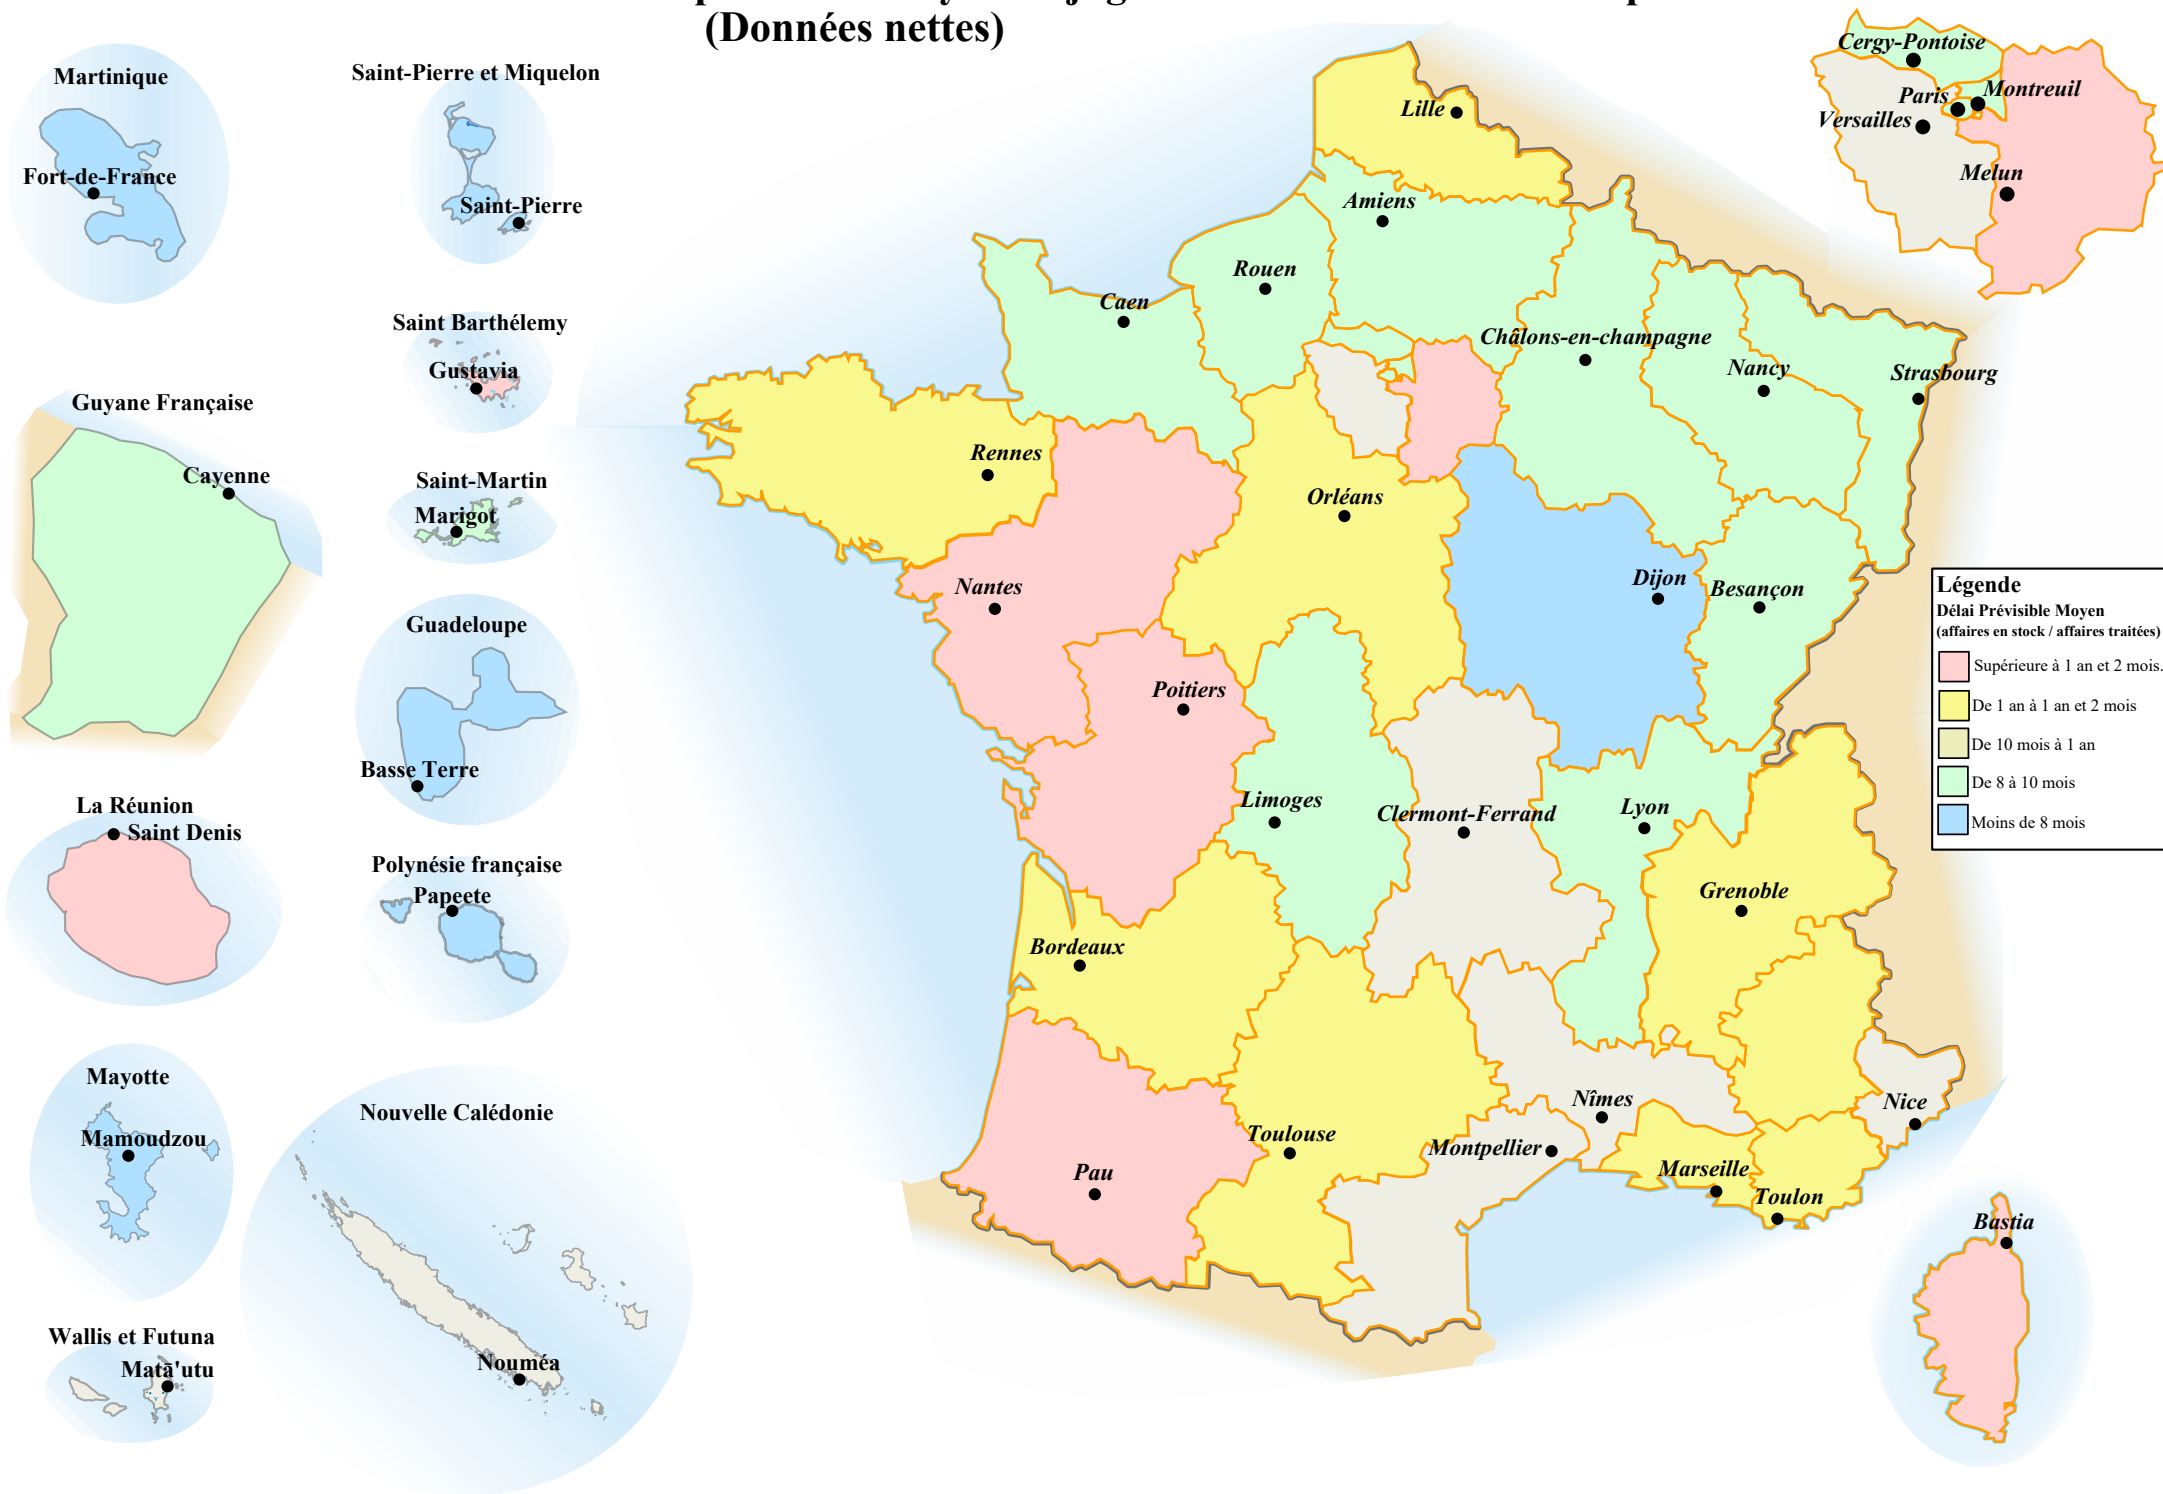 (Données nettes)
Martinique
Fort-de-France
Saint-Pierre et Miquelon
Saint-Pierre
Saint Barthélemy
Gustavia
Guyane Française
Cayenne
Saint-Martin
Marigot
Guadeloupe
Basse Terre
La Réunion
Saint Denis
Polynésie française
Papeete
Mayotte
Mamoudzou
Nouvelle Calédonie
Nouméa
Wallis et Futuna
Matā'utu
Lille
Amiens
Rouen
Caen
Châlons-en-champagne
Nancy
Strasbourg
Rennes
Orléans
Nantes
Dijon
Besançon
Poitiers
Limoges
Clermont-Ferrand
Lyon
Grenoble
Bordeaux
Nîmes
Nice
Toulouse
Montpellier
Marseille
Pau
Toulon
Bastia
Cergy-Pontoise
Paris
Montreuil
Versailles
Melun
Légende
Délai Prévisible Moyen
(affaires en stock / affaires traitées)
Supérieure à 1 an et 2 mois.
De 1 an à 1 an et 2 mois
De 10 mois à 1 an
De 8 à 10 mois
Moins de 8 mois